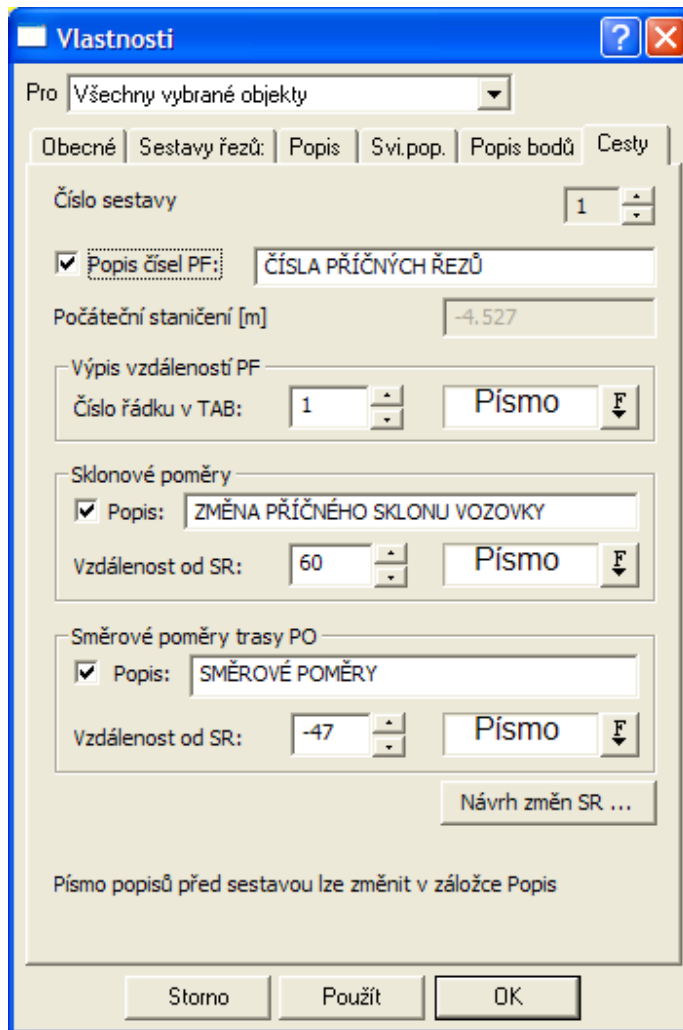 Vlastnosti
Pro Všechny vybrané objekty
Obecné Sestavy řezů: Popis Svi.pop. Popis bodů Cesty
Číslo sestavy 1
Popis čísel PF: ČÍSLA PŘÍČNÝCH ŘEZŮ
Počáteční staničení [m] -4.527
Výpis vzdáleností PF
Číslo řádku v TAB: 1 Písmo F
Sklonové poměry
Popis: ZMĚNA PŘÍČNÉHO SKLONU VOZOVKY
Vzdálenost od SR: 60 Písmo F
Směrové poměry trasy PO
Popis: SMĚROVÉ POMĚRY
Vzdálenost od SR: -47 Písmo F
Návrh změn SR ...
Písmo popisů před sestavou lze změnit v záložce Popis
Storno Použít OK